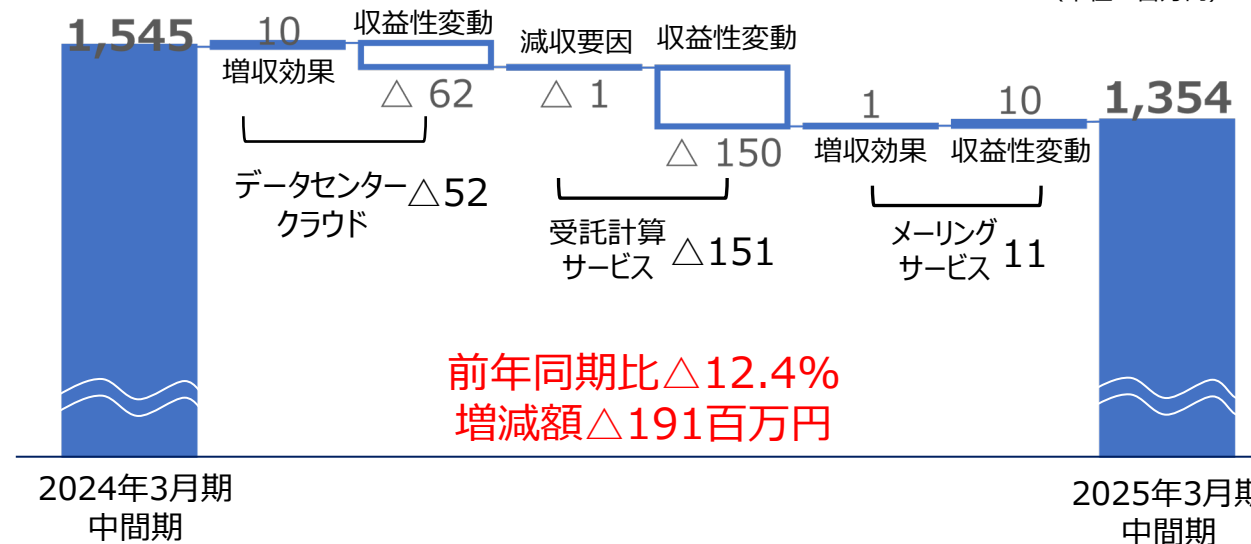 1,545
10
増収効果
収益性変動
△ 62
減収要因
△ 1
収益性変動
△ 150
1
増収効果
10
収益性変動
1,354
データセンター
クラウド
△52
受託計算
サービス
△151
メーリング
サービス
11
前年同期比△12.4%
増減額△191百万円
2024年3月期
中間期
2025年3月期
中間期